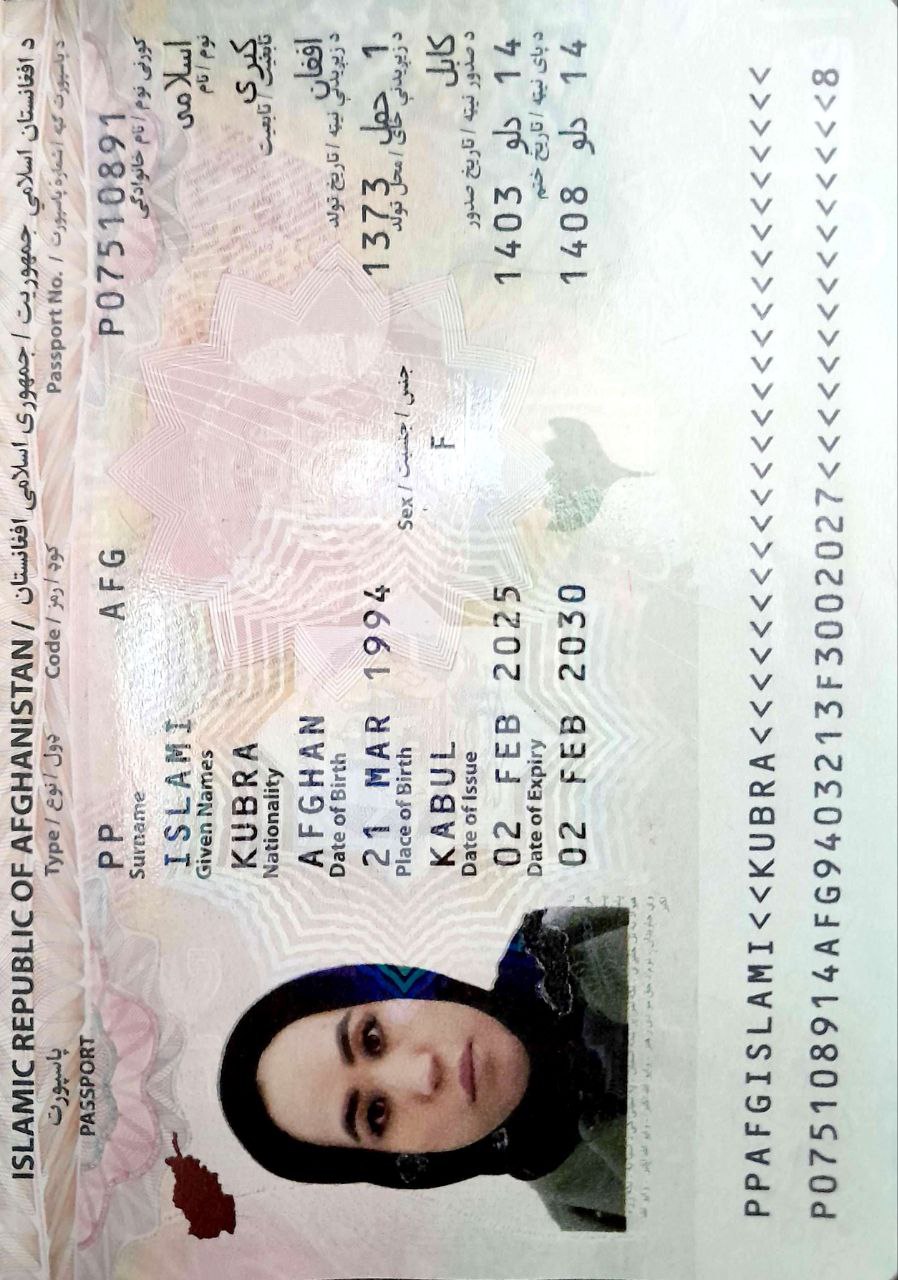 ISLAMIC REPUBLIC OF AFGHANISTAN / د افغانستان اسلامي جمهوریت / جمهوری اسلامی افغانستان
پاسپورت
PASSPORT
Type / ډول / نوع Code / کود / رمز Passport No. / د پاسپورت ګڼه / شماره پاسپورت
PP AFG P07510891
Surname کورنی نوم / نام خانوادگی
ISLAMI اسلامی
Given Names نوم / نام
KUBRA کبری
Nationality تابعیت / تابعیت
AFGHAN افغان
Date of Birth د زیږیدنې نیټه / تاریخ تولد
21 MAR 1994 1 حمل 1373
Place of Birth Sex / جنس / جنسیت د زیږیدنې ځای / محل تولد
KABUL F کابل
Date of Issue د صدور نیټه / تاریخ صدور
02 FEB 2025 14 دلو 1403
Date of Expiry د پای نیټه / تاریخ ختم
02 FEB 2030 14 دلو 1408
PPAFGISLAMI<<KUBRA<<<<<<<<<<<<<<<<<<<<<<<<<<
P075108914AFG9403213F3002027<<<<<<<<<<<<<<<8